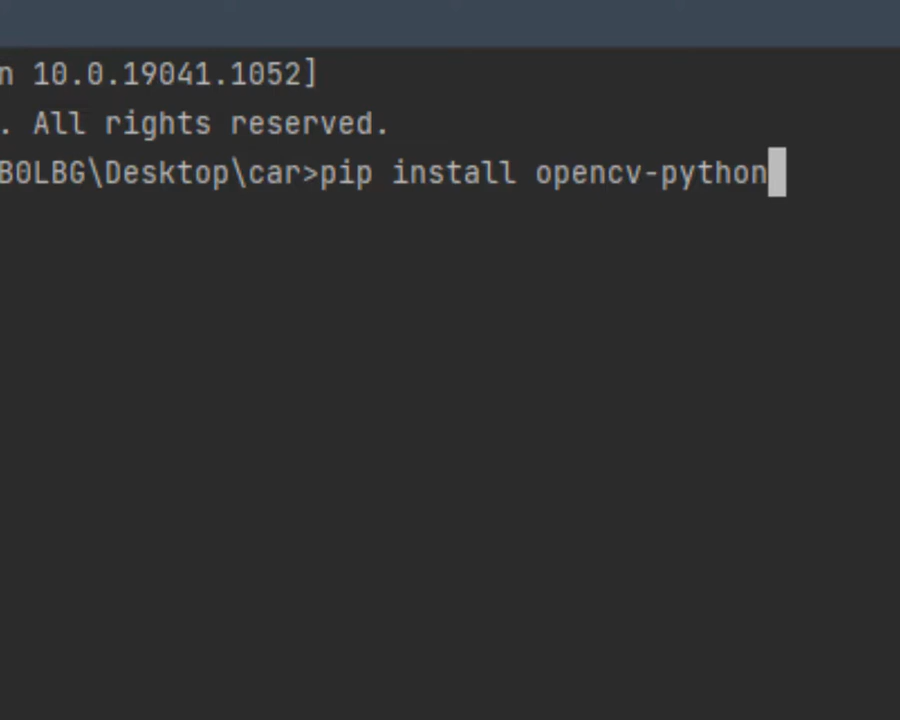 n 10.0.19041.1052]
. All rights reserved.
B0LBG\Desktop\car>pip install opencv-python